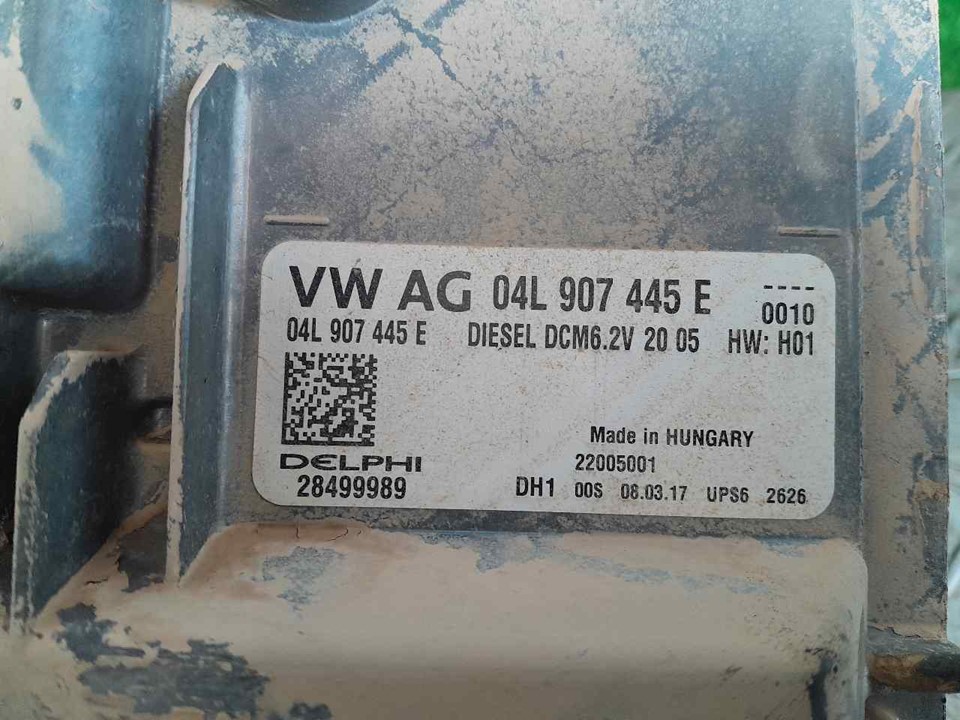 VW AG 04L 907 445 E ----
0010
04L 907 445 E DIESEL DCM6.2V 20 05 HW: H01
Made in HUNGARY
DELPHI 22005001
28499989 DH1 00S 08.03.17 UPS6 2626